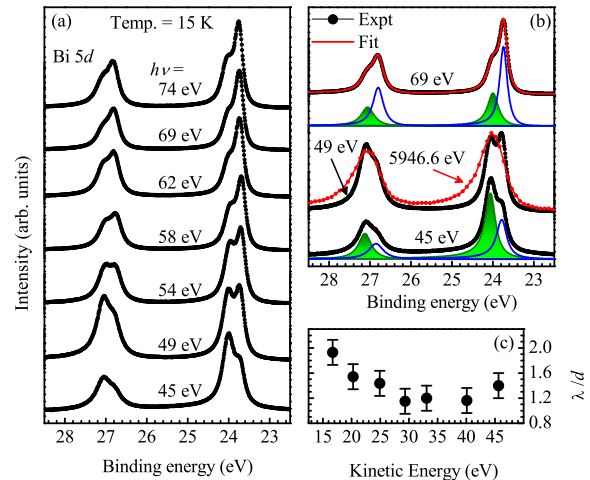 (a)
Temp. = 15 K
Bi 5d
hν =
74 eV
69 eV
62 eV
58 eV
54 eV
49 eV
45 eV
Intensity (arb. units)
28 27 26 25 24 23
Binding energy (eV)
(b)
Expt
Fit
69 eV
49 eV
5946.6 eV
45 eV
28 27 26 25 24 23
Binding energy (eV)
(c)
2.0
1.6
1.2
0.8
λ/d
15 20 25 30 35 40 45
Kinetic Energy (eV)